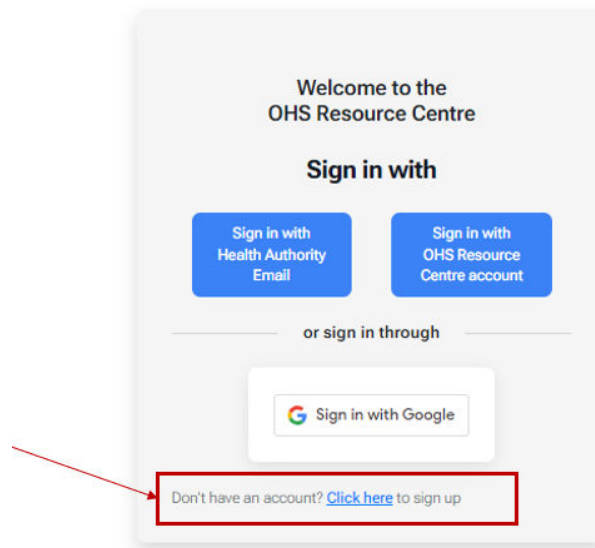 Welcome to the
OHS Resource Centre
Sign in with
Sign in with
Health Authority
Email
Sign in with
OHS Resource
Centre account
or sign in through
Sign in with Google
Don't have an account? Click here to sign up